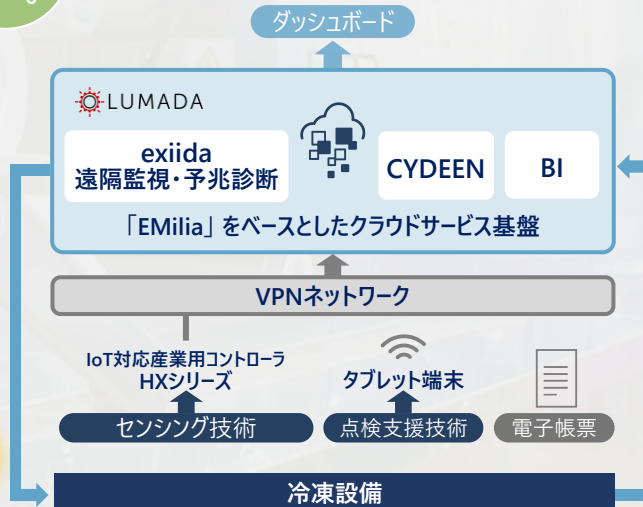 ダッシュボード
LUMADA
exiida
遠隔監視・予兆診断
CYDEEN
BI
「EMilia」をベースとしたクラウドサービス基盤
VPNネットワーク
IoT対応産業用コントローラ
HXシリーズ
タブレット端末
センシング技術
点検支援技術
電子帳票
冷凍設備